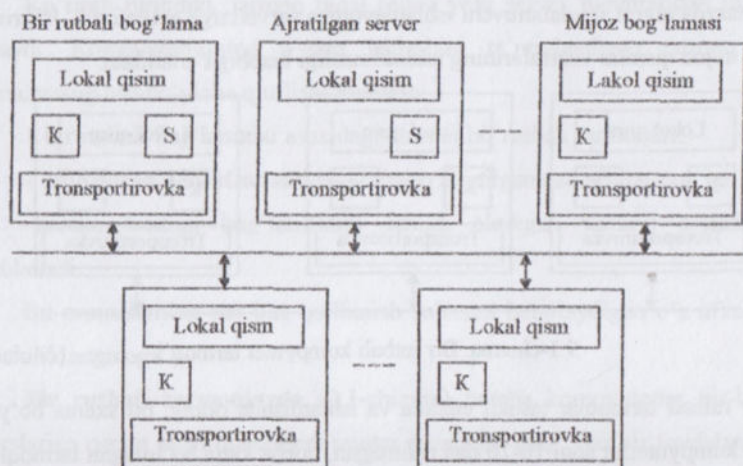 Bir rutbali bog‘lama Ajratilgan server Mijoz bog‘lamasi
Lokal qisim Lokal qisim Lakol qisim
K S S K
Tronsportirovka Tronsportirovka Tronsportirovka
Lokal qism Lokal qism
K K
Tronsportirovka Tronsportirovka